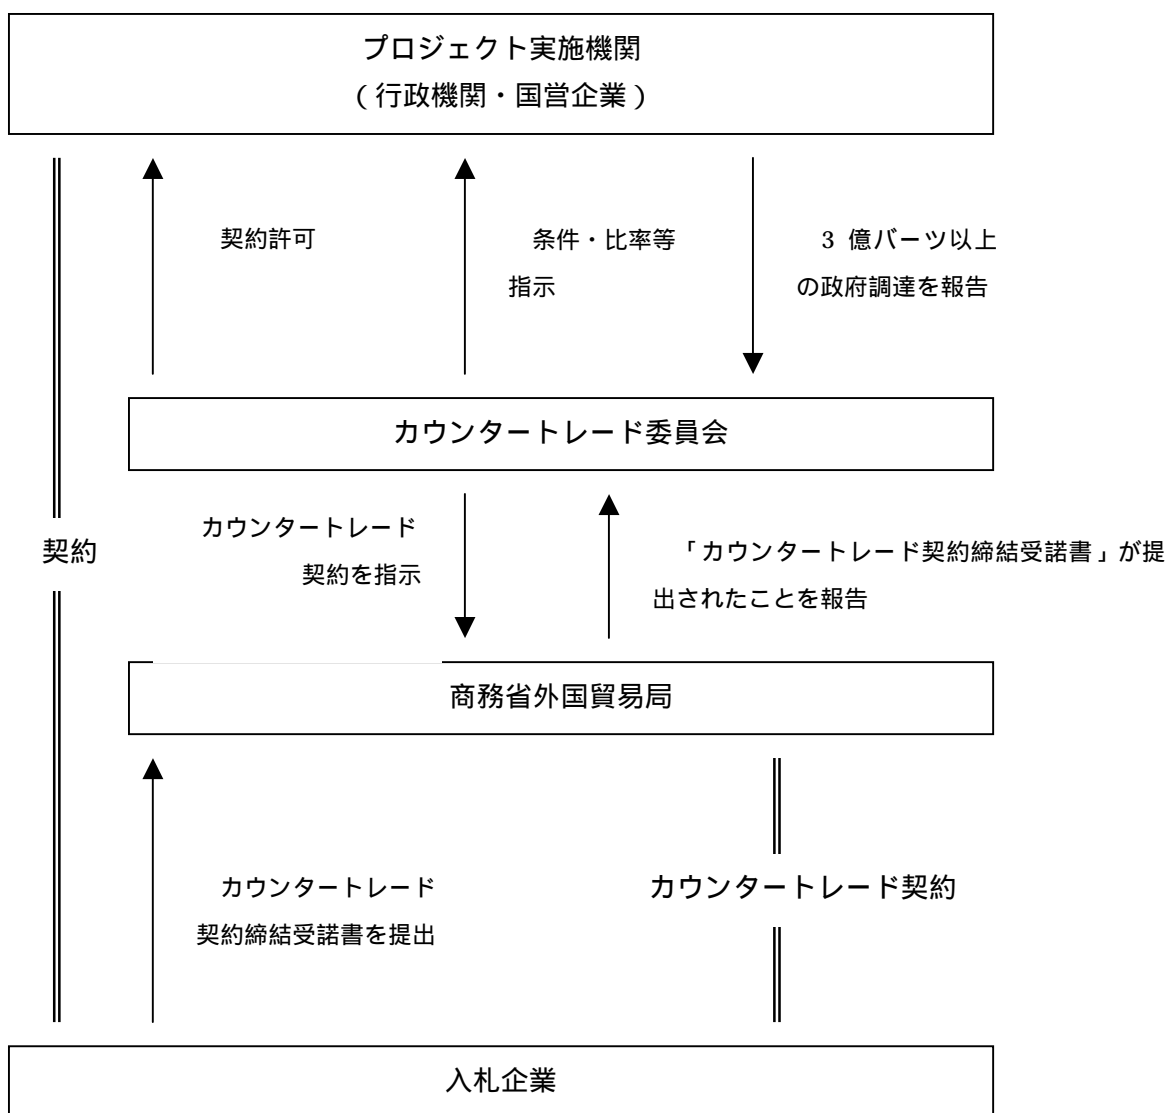 プロジェクト実施機関
(行政機関・国営企業)
契約許可
条件・比率等
指示
3 億バーツ以上
の政府調達を報告
カウンタートレード委員会
契約
カウンタートレード
契約を指示
「カウンタートレード契約締結受諾書」が提
出されたことを報告
商務省外国貿易局
カウンタートレード
契約締結受諾書を提出
カウンタートレード契約
入札企業